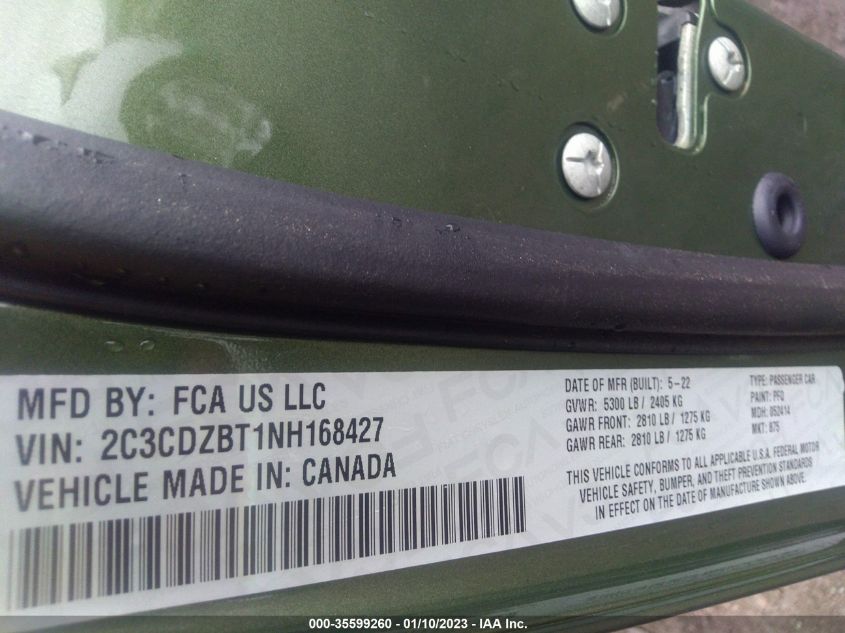 MFD BY: FCA US LLC
VIN: 2C3CDZBT1NH168427
VEHICLE MADE IN: CANADA
DATE OF MFR (BUILT): 5-22
GVWR: 5300 LB / 2405 KG
GAWR FRONT: 2810 LB / 1275 KG
GAWR REAR: 2810 LB / 1275 KG
TYPE: PASSENGER CAR
PAINT: PFQ
MDH: 052414
MKT: B75
THIS VEHICLE CONFORMS TO ALL APPLICABLE U.S.A. FEDERAL MOTOR
VEHICLE SAFETY, BUMPER, AND THEFT PREVENTION STANDARDS
IN EFFECT ON THE DATE OF MANUFACTURE SHOWN ABOVE.
000-35599260 - 01/10/2023 - IAA Inc.